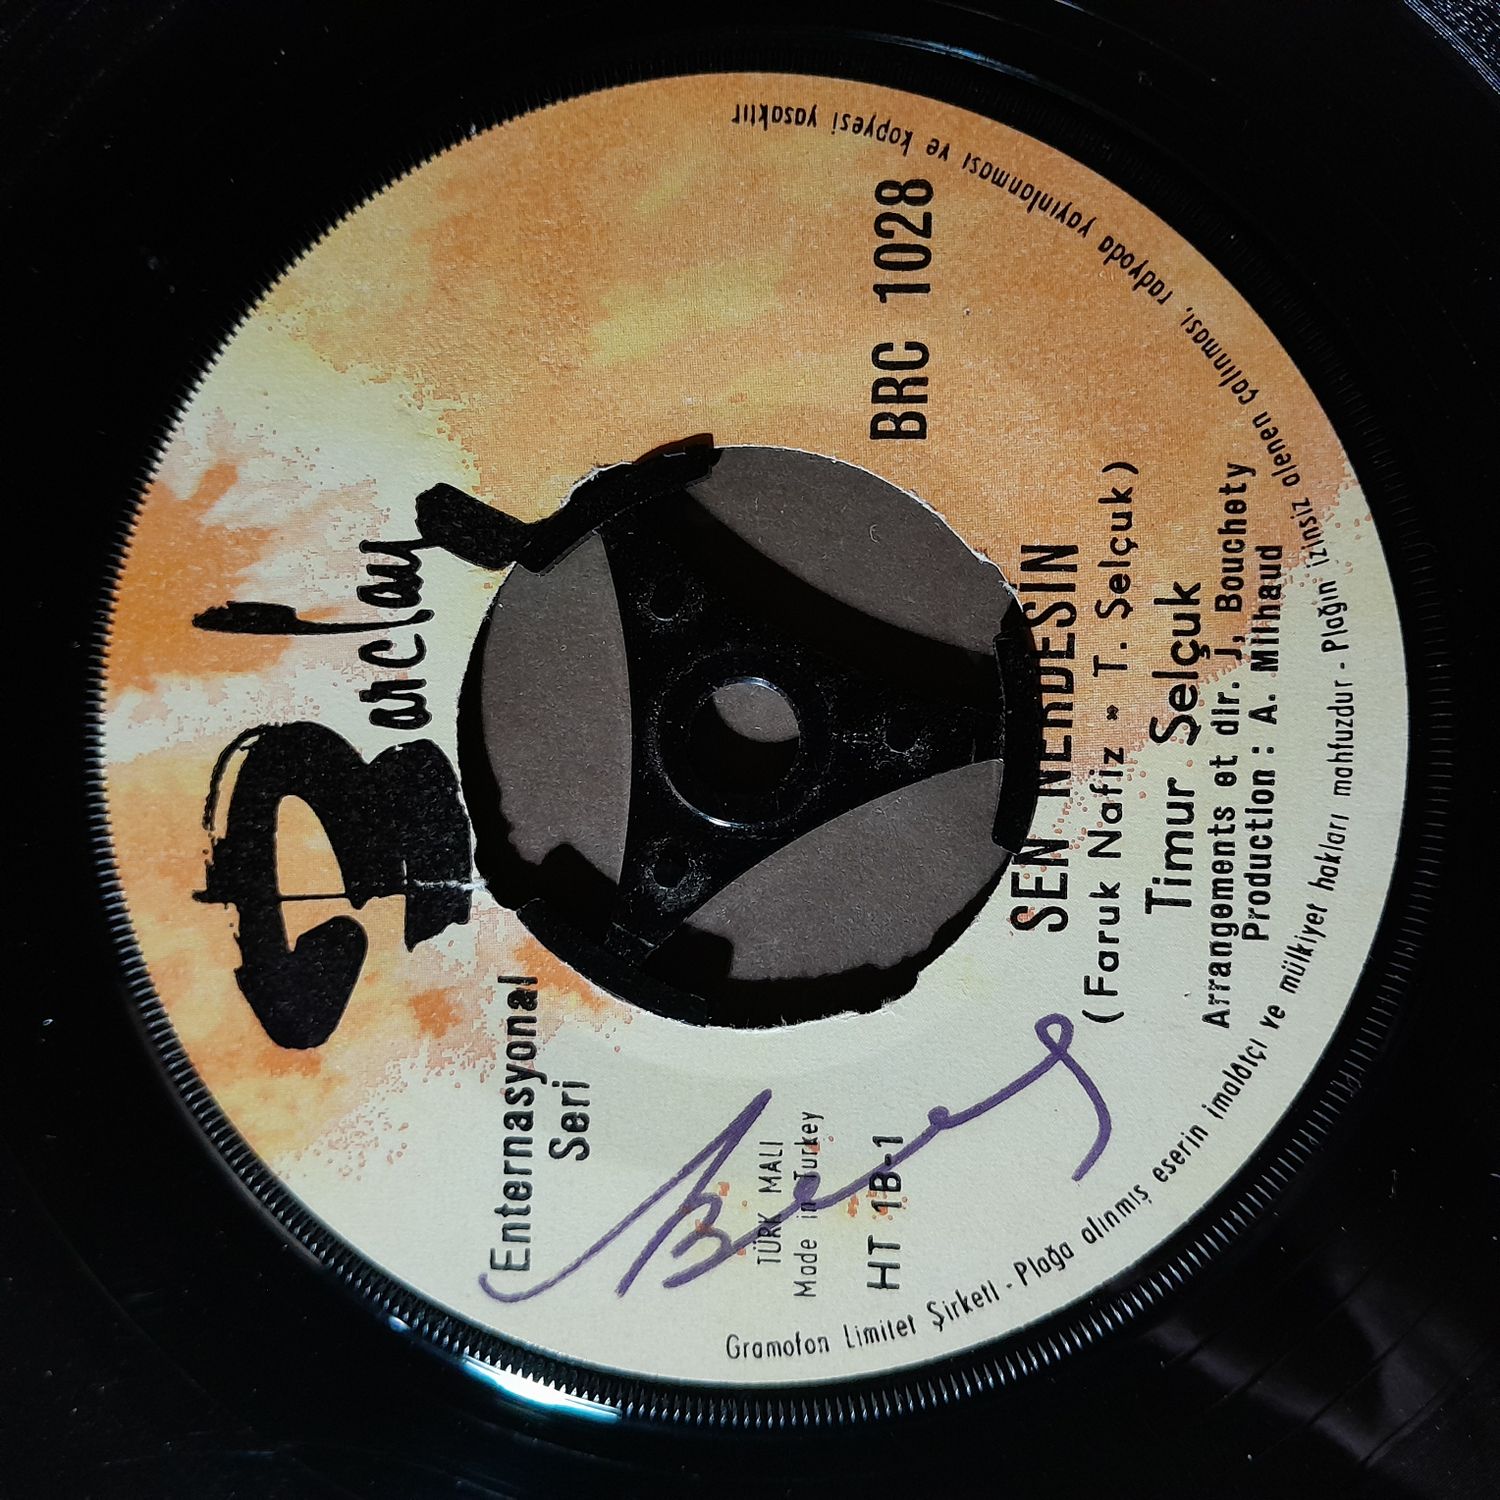 Barclay
Enternasyonal
Seri
TÜRK MALI
Made in Turkey
HT 1B-1
BRC 1028
SEN NERDESİN
(Faruk Nafiz - T. Selçuk)
Timur Selçuk
Arrangements et dir. J. Bouchety
Production : A. Milhaud
Gramofon Limitet Şirketi - Plağa alınmış eserin imalâtçı ve mülkiyet hakları mahfuzdur - Plağın izinsiz alenen çalınması, radyoda yayınlanması ve kopyesi yasaktır